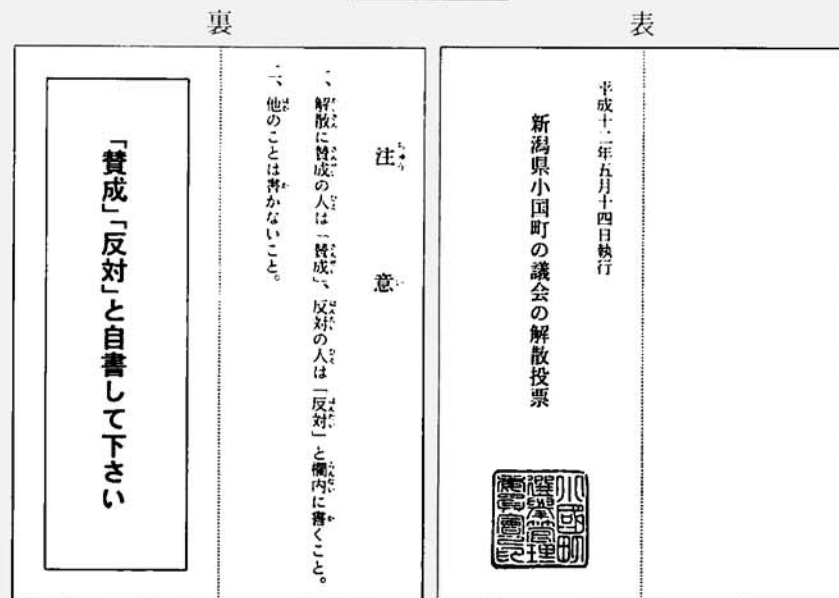 表
平成十二年五月十四日執行
新潟県小国町の議会の解散投票
小國町
選擧管理
委員會印
裏
注意
一、解散に賛成の人は「賛成」、反対の人は「反対」と欄内に書くこと。
二、他のことは書かないこと。
「賛成」「反対」と自書して下さい